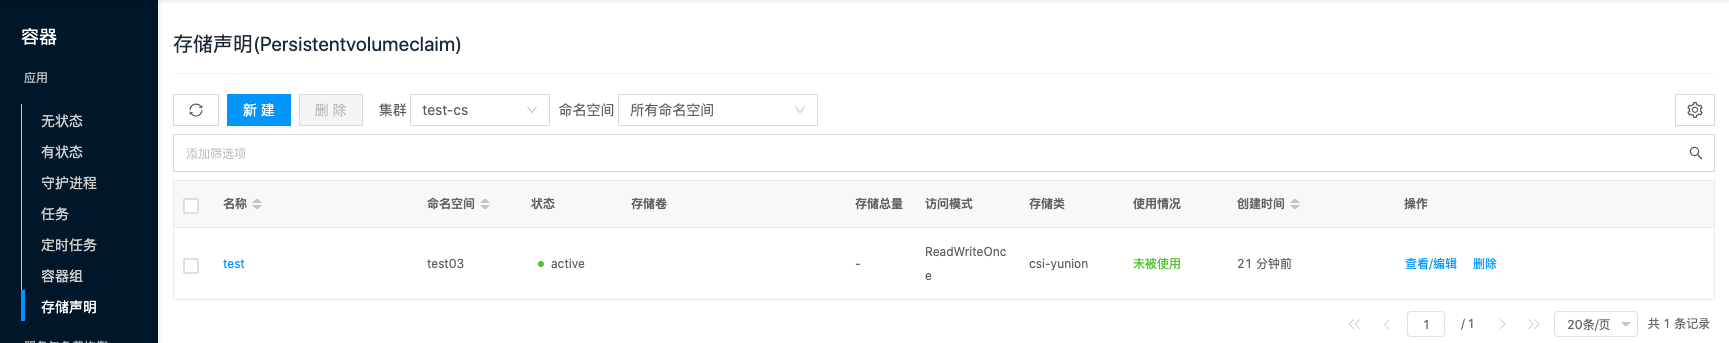 容器
应用
无状态
有状态
守护进程
任务
定时任务
容器组
存储声明
存储声明(Persistentvolumeclaim)
新 建 删 除 集群 test-cs 命名空间 所有命名空间
添加筛选项
名称 命名空间 状态 存储卷 存储总量 访问模式 存储类 使用情况 创建时间 操作
test test03 active - ReadWriteOnc
e csi-yunion 未被使用 21 分钟前 查看/编辑 删除
1 / 1 20条/页 共 1 条记录